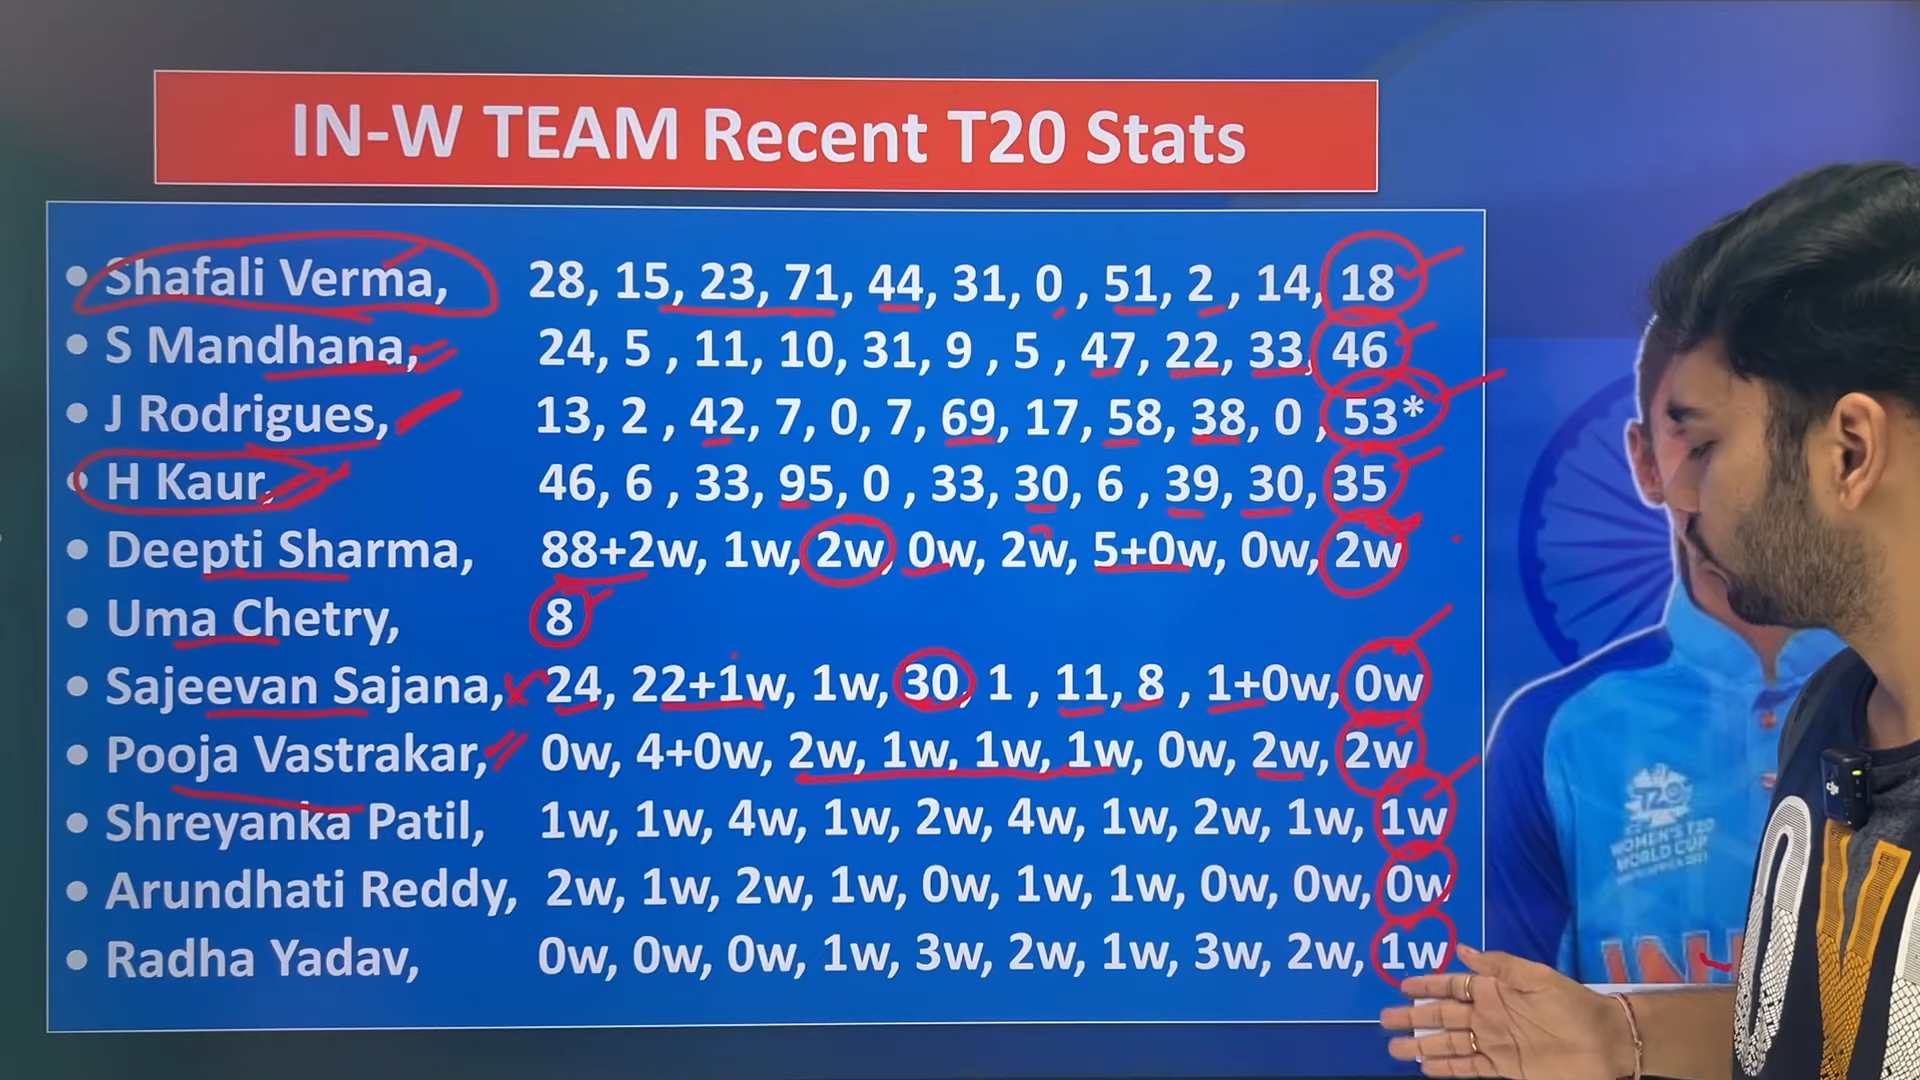 IN-W TEAM Recent T20 Stats
• Shafali Verma, 28, 15, 23, 71, 44, 31, 0 , 51, 2 , 14, 18
• S Mandhana, 24, 5 , 11, 10, 31, 9 , 5 , 47, 22, 33, 46
• J Rodrigues, 13, 2 , 42, 7, 0, 7, 69, 17, 58, 38, 0 , 53*
• H Kaur, 46, 6 , 33, 95, 0 , 33, 30, 6 , 39, 30, 35
• Deepti Sharma, 88+2w, 1w, 2w, 0w, 2w, 5+0w, 0w, 2w
• Uma Chetry, 8
• Sajeevan Sajana, 24, 22+1w, 1w, 30, 1 , 11, 8 , 1+0w, 0w
• Pooja Vastrakar, 0w, 4+0w, 2w, 1w, 1w, 1w, 0w, 2w, 2w
• Shreyanka Patil, 1w, 1w, 4w, 1w, 2w, 4w, 1w, 2w, 1w, 1w
• Arundhati Reddy, 2w, 1w, 2w, 1w, 0w, 1w, 1w, 0w, 0w, 0w
• Radha Yadav, 0w, 0w, 0w, 1w, 3w, 2w, 1w, 3w, 2w, 1w
T20
WOMEN'S T20
WORLD CUP